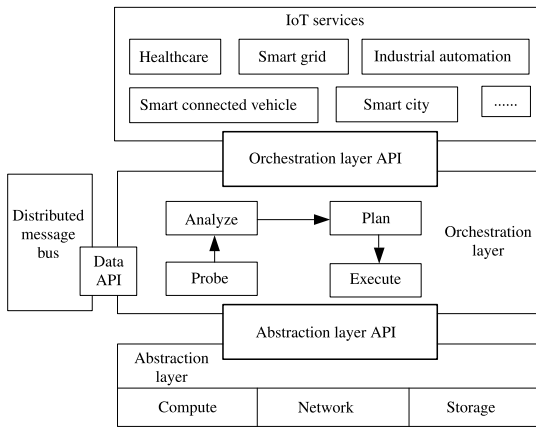 IoT services
Healthcare
Smart grid
Industrial automation
Smart connected vehicle
Smart city
......
Orchestration layer API
Distributed
message
bus
Data
API
Analyze
Plan
Probe
Execute
Orchestration
layer
Abstraction layer API
Abstraction
layer
Compute
Network
Storage